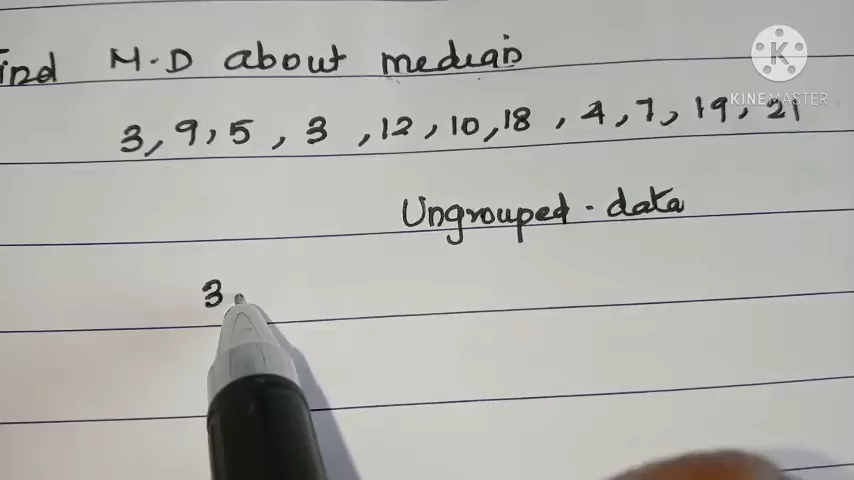 ind M.D about median
3, 9, 5, 3, 12, 10, 18, 4, 7, 19, 21
Ungrouped - data
3
KINEMASTER